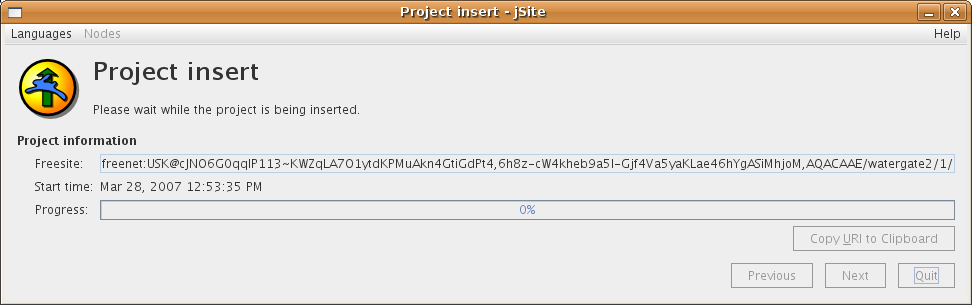 Project insert - jSite
Languages Nodes Help
Project insert
Please wait while the project is being inserted.
Project information
Freesite: freenet:USK@cJNO6G0qqIP113~KWZqLA7O1ytdKPMuAkn4GtiGdPt4,6h8z-cW4kheb9a5I-Gjf4Va5yaKLae46hYgASiMhjoM,AQACAAE/watergate2/1/
Start time: Mar 28, 2007 12:53:35 PM
Progress: 0%
Copy URI to Clipboard
Previous Next Quit